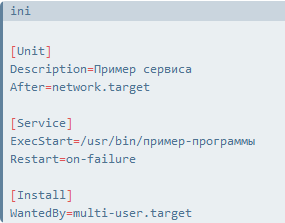 ini
[Unit]
Description=Пример сервиса
After=network.target
[Service]
ExecStart=/usr/bin/пример-программы
Restart=on-failure
[Install]
WantedBy=multi-user.target